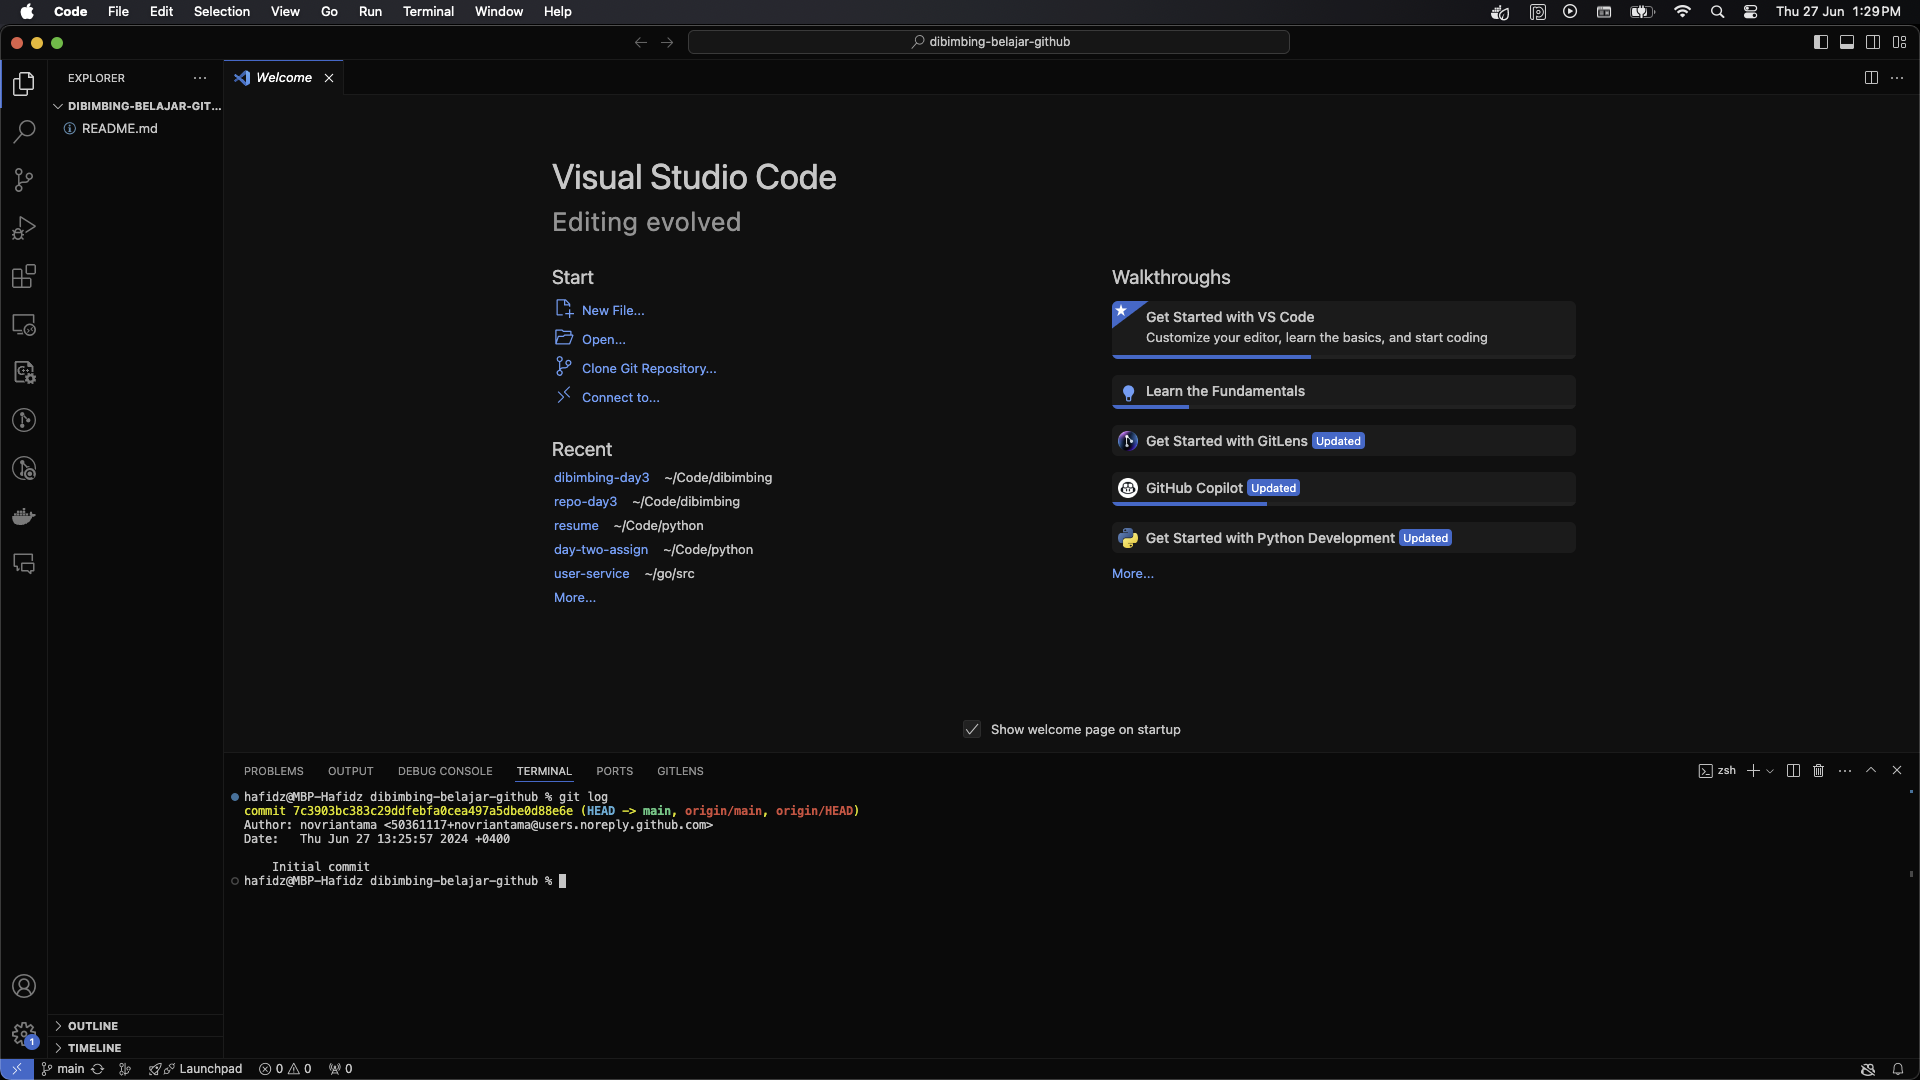 Code File Edit Selection View Go Run Terminal Window Help Thu 27 Jun 1:29 PM
dibimbing-belajar-github
EXPLORER
Welcome
DIBIMBING-BELAJAR-GIT...
README.md
Visual Studio Code
Editing evolved
Start
New File...
Open...
Clone Git Repository...
Connect to...
Recent
dibimbing-day3 ~/Code/dibimbing
repo-day3 ~/Code/dibimbing
resume ~/Code/python
day-two-assign ~/Code/python
user-service ~/go/src
More...
Walkthroughs
Get Started with VS Code
Customize your editor, learn the basics, and start coding
Learn the Fundamentals
Get Started with GitLens Updated
GitHub Copilot Updated
Get Started with Python Development Updated
More...
Show welcome page on startup
PROBLEMS OUTPUT DEBUG CONSOLE TERMINAL PORTS GITLENS zsh
hafidz@MBP-Hafidz dibimbing-belajar-github % git log
commit 7c3903bc383c29ddfebfa0cea497a5dbe0d88e6e (HEAD -> main, origin/main, origin/HEAD)
Author: novriantama <50361117+novriantama@users.noreply.github.com>
Date: Thu Jun 27 13:25:57 2024 +0400
Initial commit
hafidz@MBP-Hafidz dibimbing-belajar-github %
OUTLINE
TIMELINE
1
main Launchpad 0 0 0